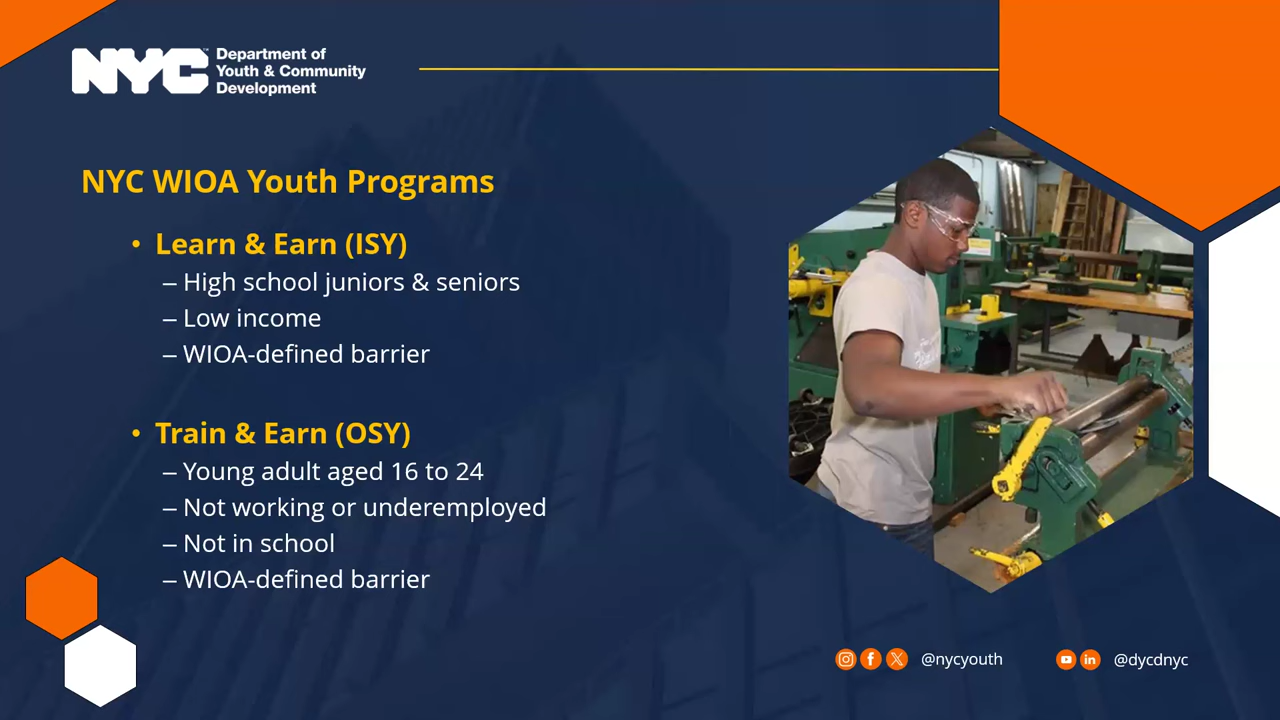 NYC Department of
Youth & Community
Development
NYC WIOA Youth Programs
• Learn & Earn (ISY)
– High school juniors & seniors
– Low income
– WIOA-defined barrier
• Train & Earn (OSY)
– Young adult aged 16 to 24
– Not working or underemployed
– Not in school
– WIOA-defined barrier
@nycyouth @dycdnyc